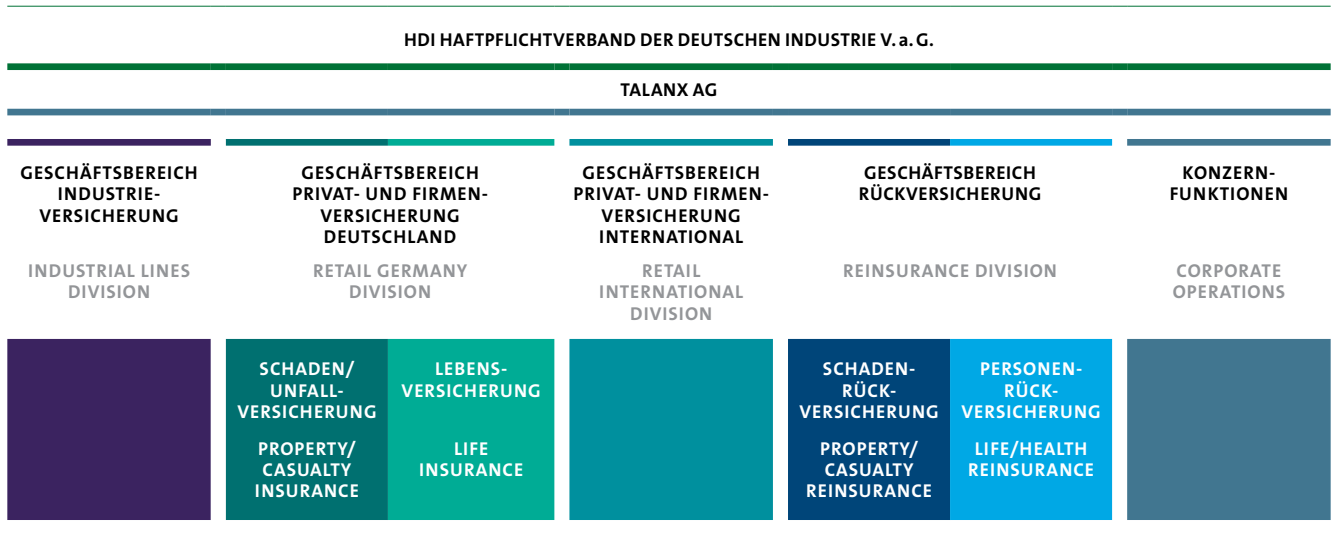 HDI HAFTPFLICHTVERBAND DER DEUTSCHEN INDUSTRIE V. a. G.
TALANX AG
GESCHÄFTSBEREICH
INDUSTRIE-
VERSICHERUNG
INDUSTRIAL LINES
DIVISION
GESCHÄFTSBEREICH
PRIVAT- UND FIRMEN-
VERSICHERUNG
DEUTSCHLAND
RETAIL GERMANY
DIVISION
GESCHÄFTSBEREICH
PRIVAT- UND FIRMEN-
VERSICHERUNG
INTERNATIONAL
RETAIL
INTERNATIONAL
DIVISION
GESCHÄFTSBEREICH
RÜCKVERSICHERUNG
REINSURANCE DIVISION
KONZERN-
FUNKTIONEN
CORPORATE
OPERATIONS
SCHADEN/
UNFALL-
VERSICHERUNG
PROPERTY/
CASUALTY
INSURANCE
LEBENS-
VERSICHERUNG
LIFE
INSURANCE
SCHADEN-
RÜCK-
VERSICHERUNG
PROPERTY/
CASUALTY
REINSURANCE
PERSONEN-
RÜCK-
VERSICHERUNG
LIFE/HEALTH
REINSURANCE